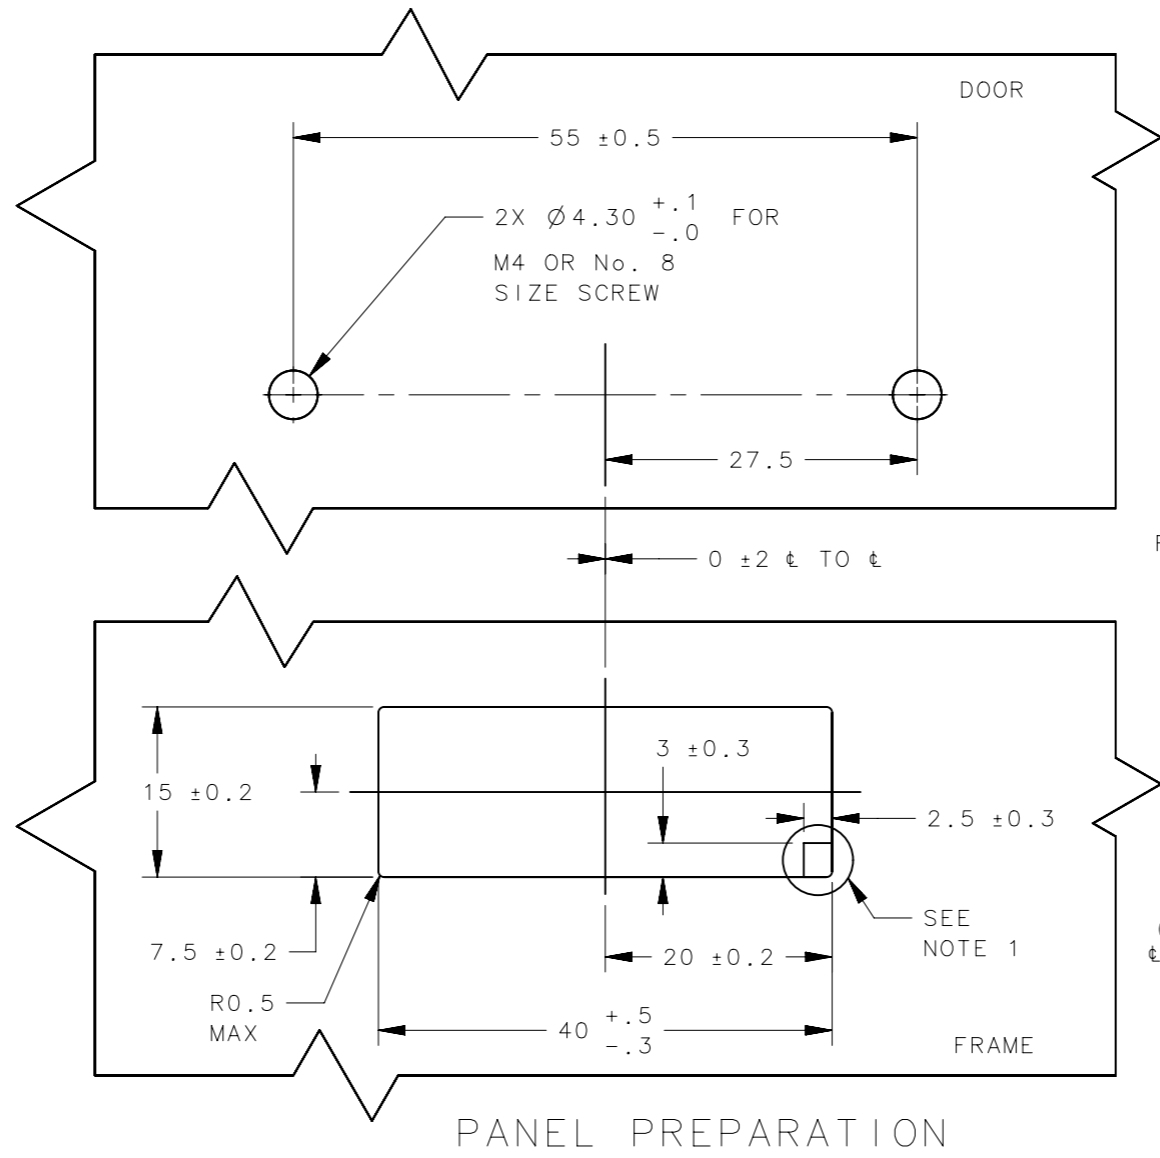 DOOR
55 ±0.5
2X Ø4.30 +.1 -.0 FOR
M4 OR No. 8
SIZE SCREW
27.5
0 ±2 ℄ TO ℄
3 ±0.3
15 ±0.2
2.5 ±0.3
SEE
NOTE 1
7.5 ±0.2
20 ±0.2
R0.5
MAX
40 +.5 -.3
FRAME
PANEL PREPARATION